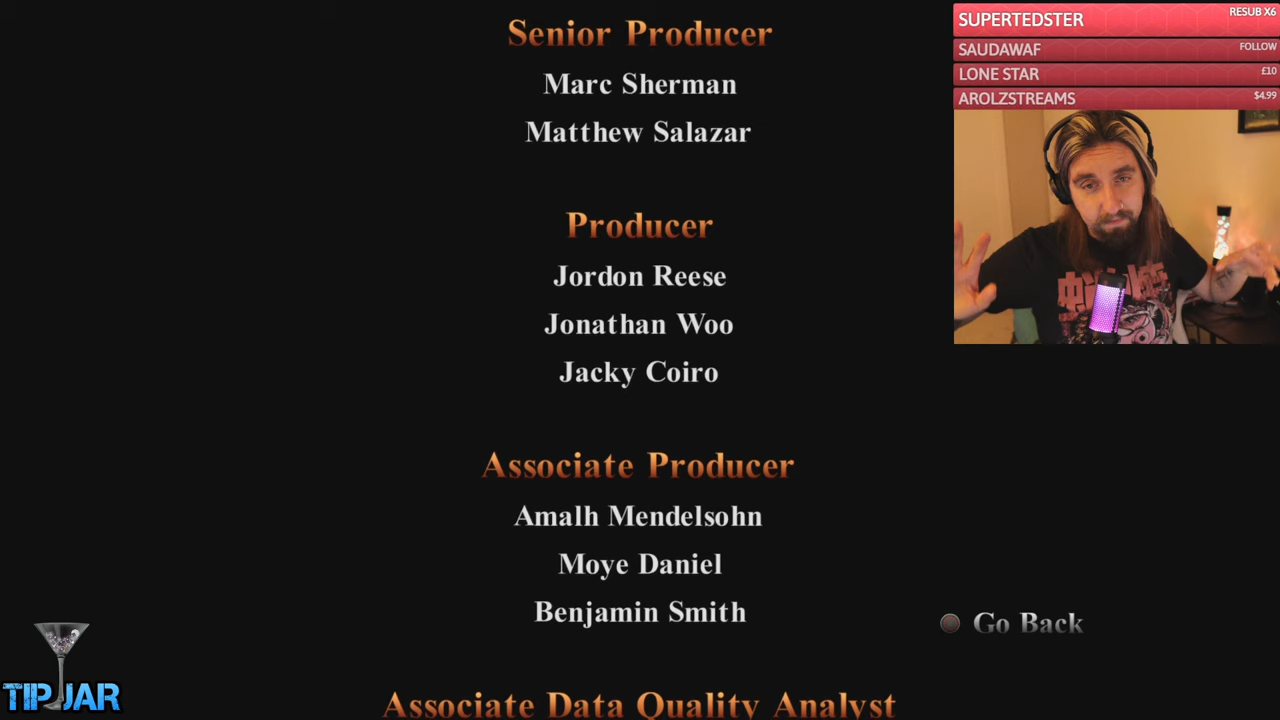 Senior Producer
Marc Sherman
Matthew Salazar
Producer
Jordon Reese
Jonathan Woo
Jacky Coiro
Associate Producer
Amalh Mendelsohn
Moye Daniel
Benjamin Smith
Go Back
Associate Data Quality Analyst
SUPERTEDSTER RESUB X6
SAUDAWAF FOLLOW
LONE STAR £10
AROLZSTREAMS $4.99
TIPJAR